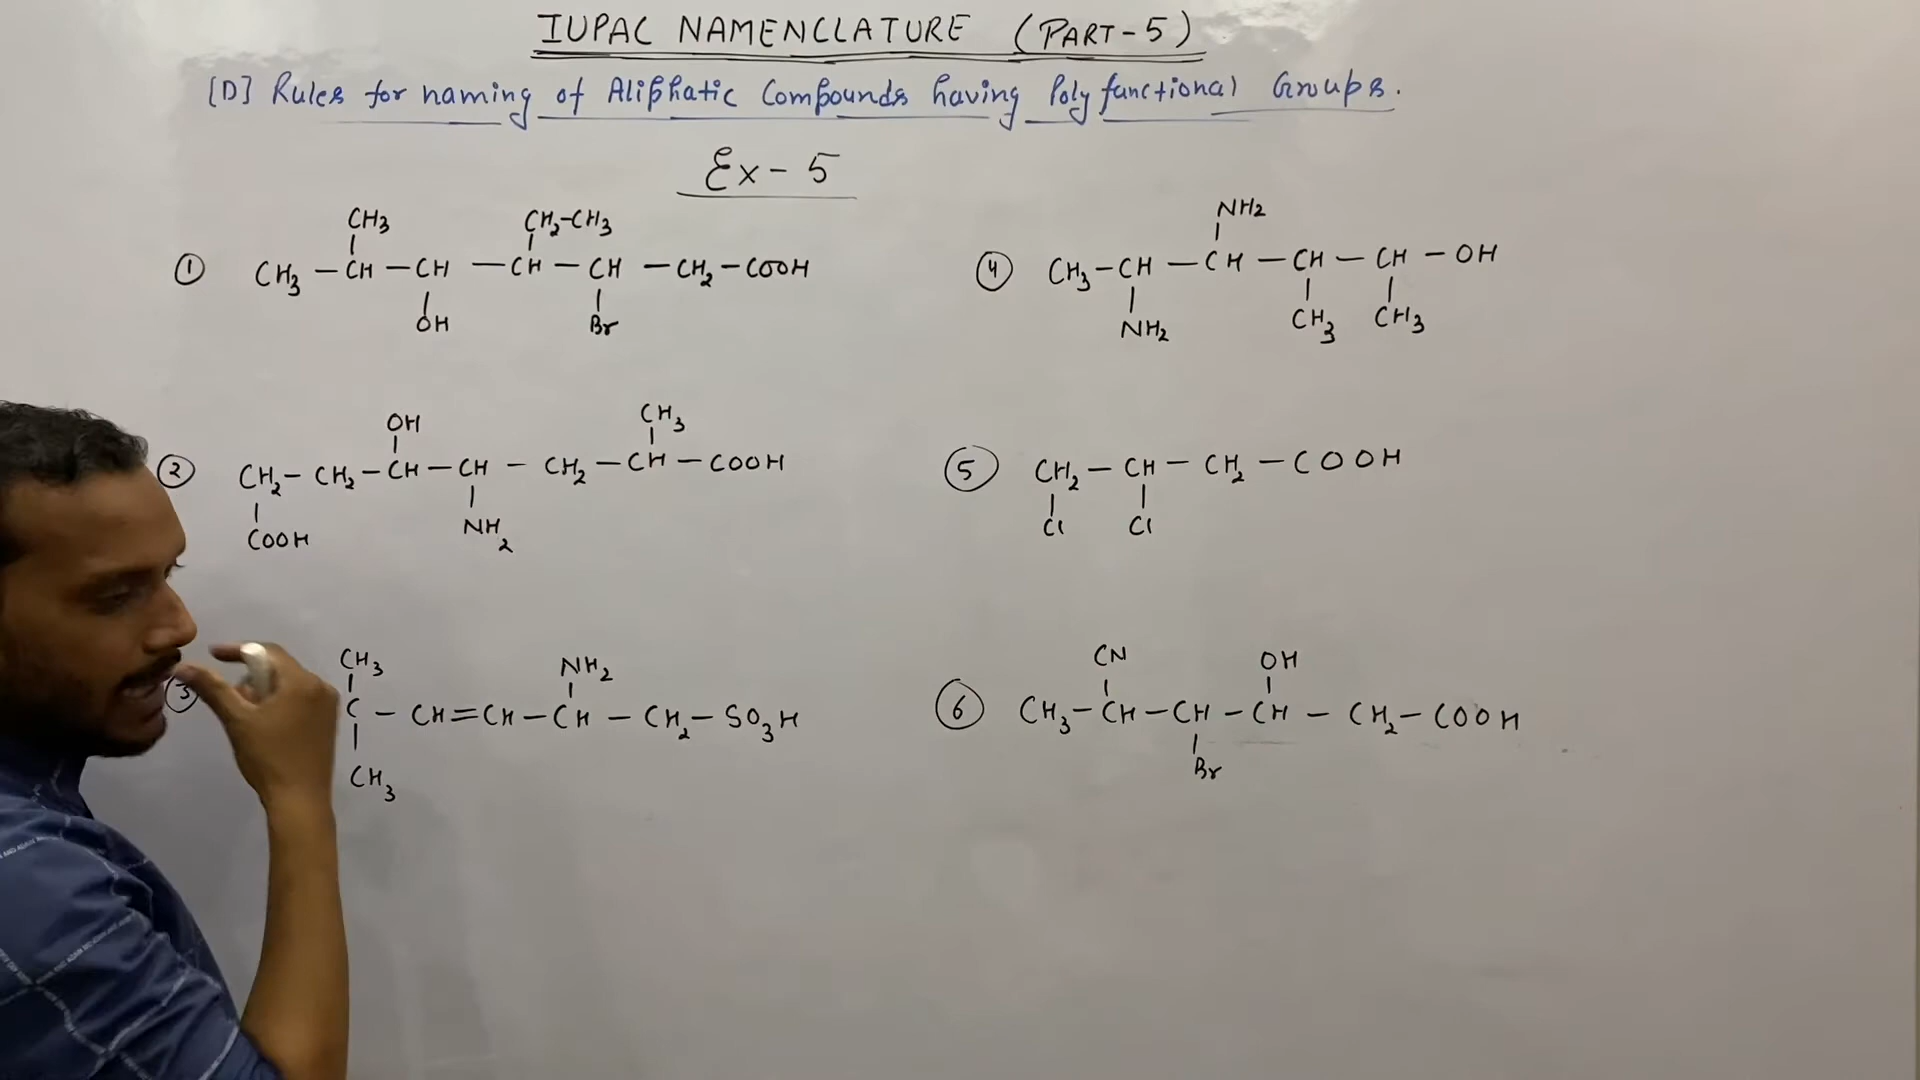 IUPAC NAMENCLATURE (PART-5)
[D] Rules for naming of Aliphatic Compounds having Poly functional Groups.
Ex - 5
CH3 CH2-CH3
① CH3 - CH - CH - CH - CH - CH2 - COOH
OH Br
OH CH3
② CH2 - CH2 - CH - CH - CH2 - CH - COOH
COOH NH2
CH3 NH2
③ C - CH = CH - CH - CH2 - SO3H
CH3
NH2
④ CH3 - CH - CH - CH - CH - OH
NH2 CH3 CH3
⑤ CH2 - CH - CH2 - COOH
Cl Cl
CN OH
⑥ CH3 - CH - CH - CH - CH2 - COOH
Br